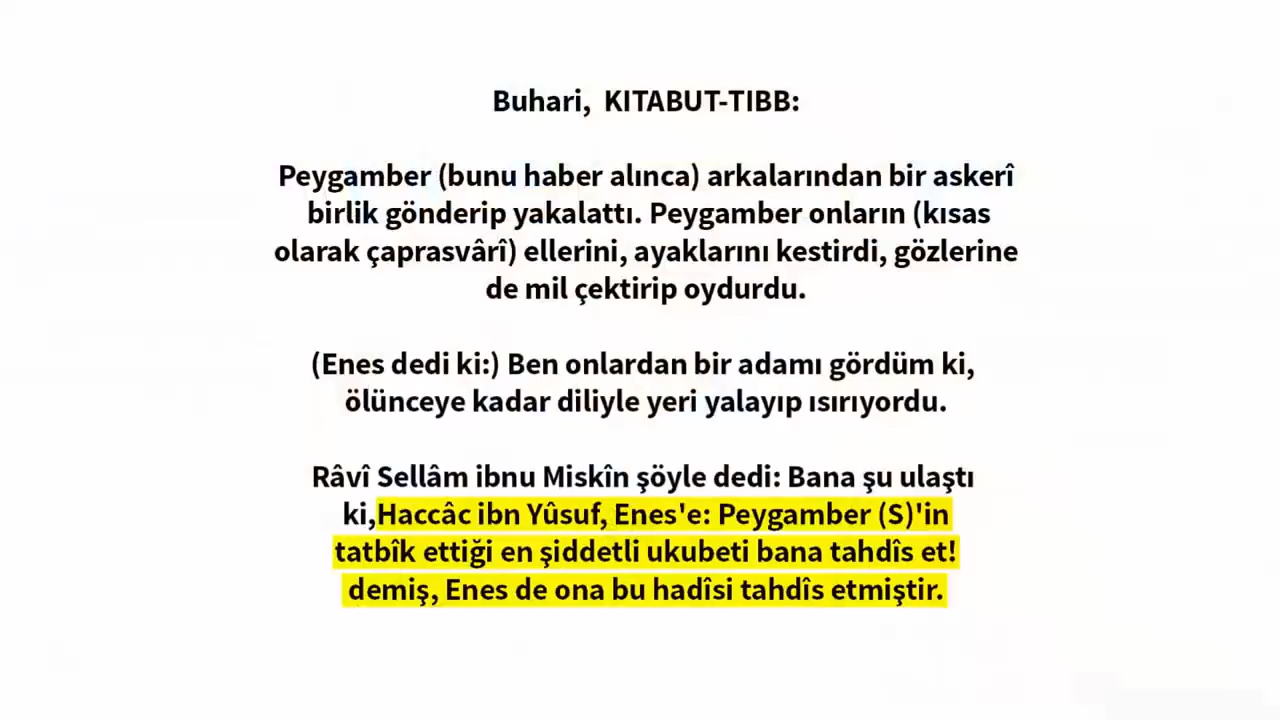 Buhari, KITABUT-TIBB:
Peygamber (bunu haber alınca) arkalarından bir askerî
birlik gönderip yakalattı. Peygamber onların (kısas
olarak çaprasvârî) ellerini, ayaklarını kestirdi, gözlerine
de mil çektirip oydurdu.
(Enes dedi ki:) Ben onlardan bir adamı gördüm ki,
ölünceye kadar diliyle yeri yalayıp ısırıyordu.
Râvî Sellâm ibnu Miskîn şöyle dedi: Bana şu ulaştı
ki,Haccâc ibn Yûsuf, Enes'e: Peygamber (S)'in
tatbîk ettiği en şiddetli ukubeti bana tahdîs et!
demiş, Enes de ona bu hadîsi tahdîs etmiştir.